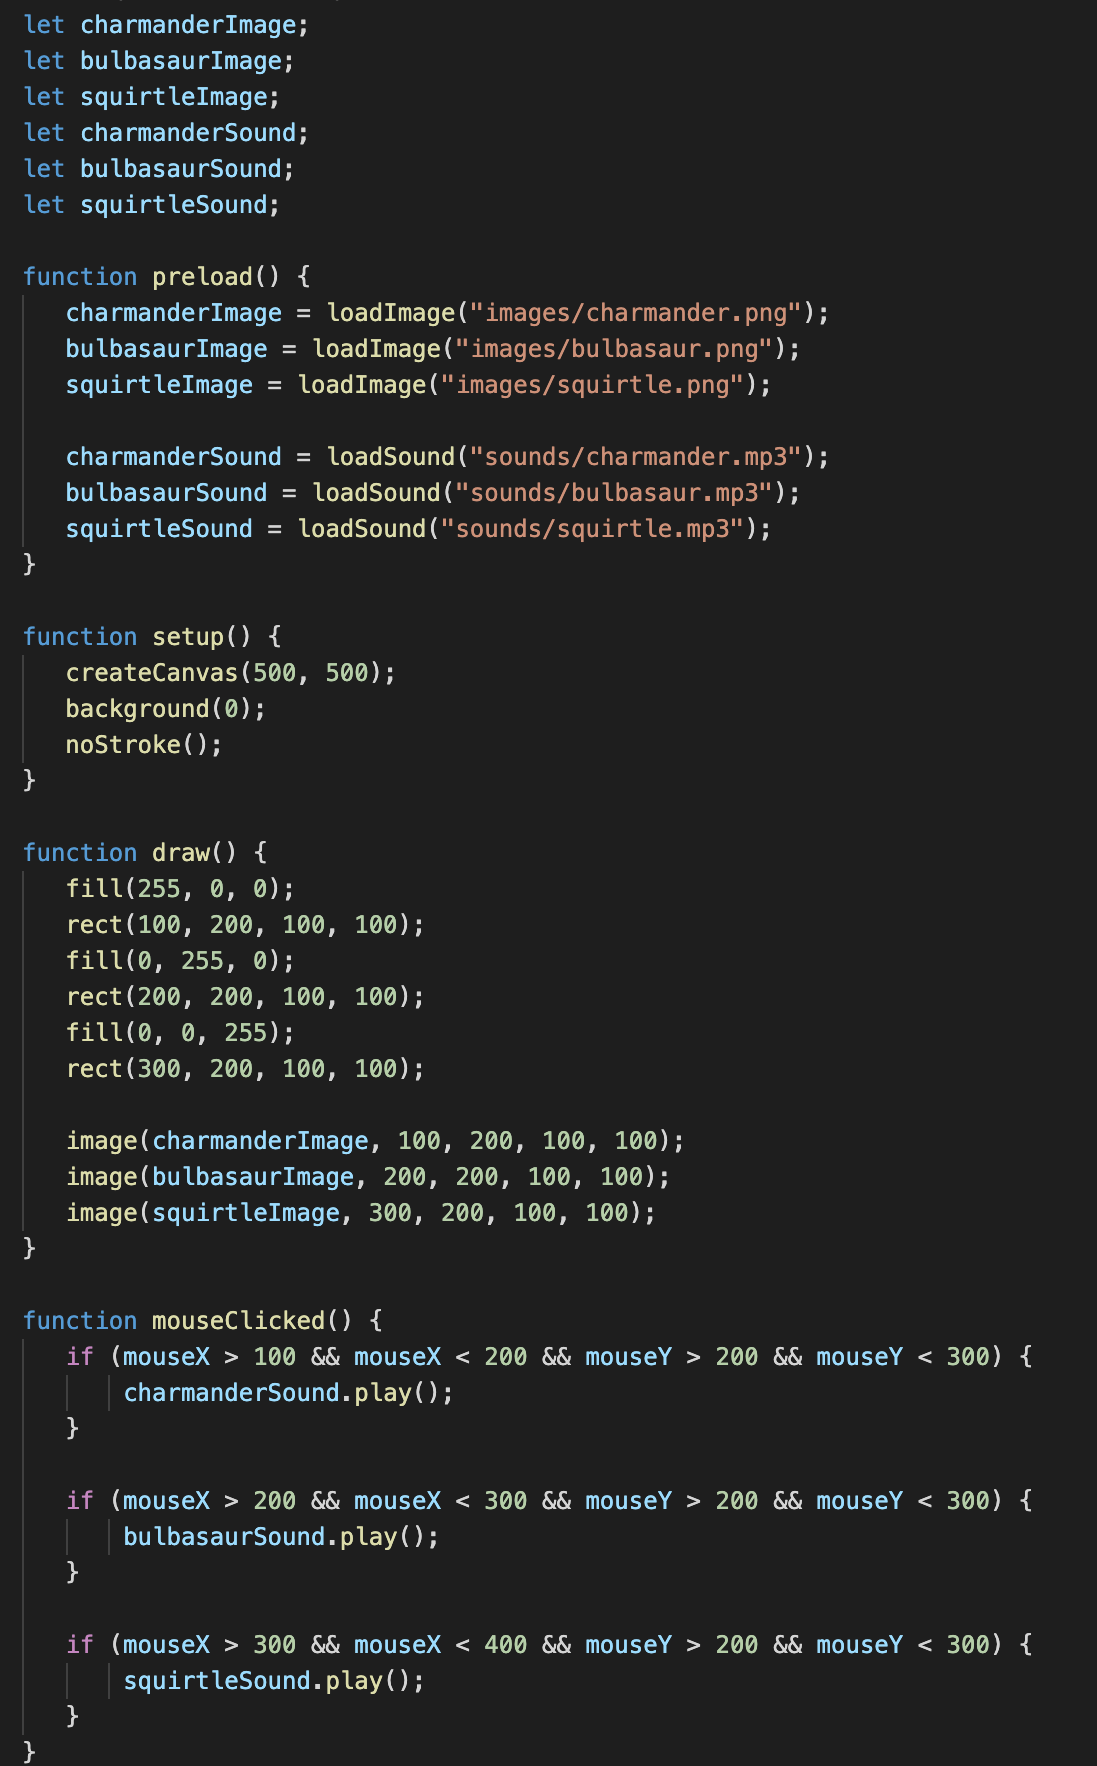 let charmanderImage;
let bulbasaurImage;
let squirtleImage;
let charmanderSound;
let bulbasaurSound;
let squirtleSound;

function preload() {
   charmanderImage = loadImage("images/charmander.png");
   bulbasaurImage = loadImage("images/bulbasaur.png");
   squirtleImage = loadImage("images/squirtle.png");

   charmanderSound = loadSound("sounds/charmander.mp3");
   bulbasaurSound = loadSound("sounds/bulbasaur.mp3");
   squirtleSound = loadSound("sounds/squirtle.mp3");
}

function setup() {
   createCanvas(500, 500);
   background(0);
   noStroke();
}

function draw() {
   fill(255, 0, 0);
   rect(100, 200, 100, 100);
   fill(0, 255, 0);
   rect(200, 200, 100, 100);
   fill(0, 0, 255);
   rect(300, 200, 100, 100);

   image(charmanderImage, 100, 200, 100, 100);
   image(bulbasaurImage, 200, 200, 100, 100);
   image(squirtleImage, 300, 200, 100, 100);
}

function mouseClicked() {
   if (mouseX > 100 && mouseX < 200 && mouseY > 200 && mouseY < 300) {
       charmanderSound.play();
   }

   if (mouseX > 200 && mouseX < 300 && mouseY > 200 && mouseY < 300) {
       bulbasaurSound.play();
   }

   if (mouseX > 300 && mouseX < 400 && mouseY > 200 && mouseY < 300) {
       squirtleSound.play();
   }
}